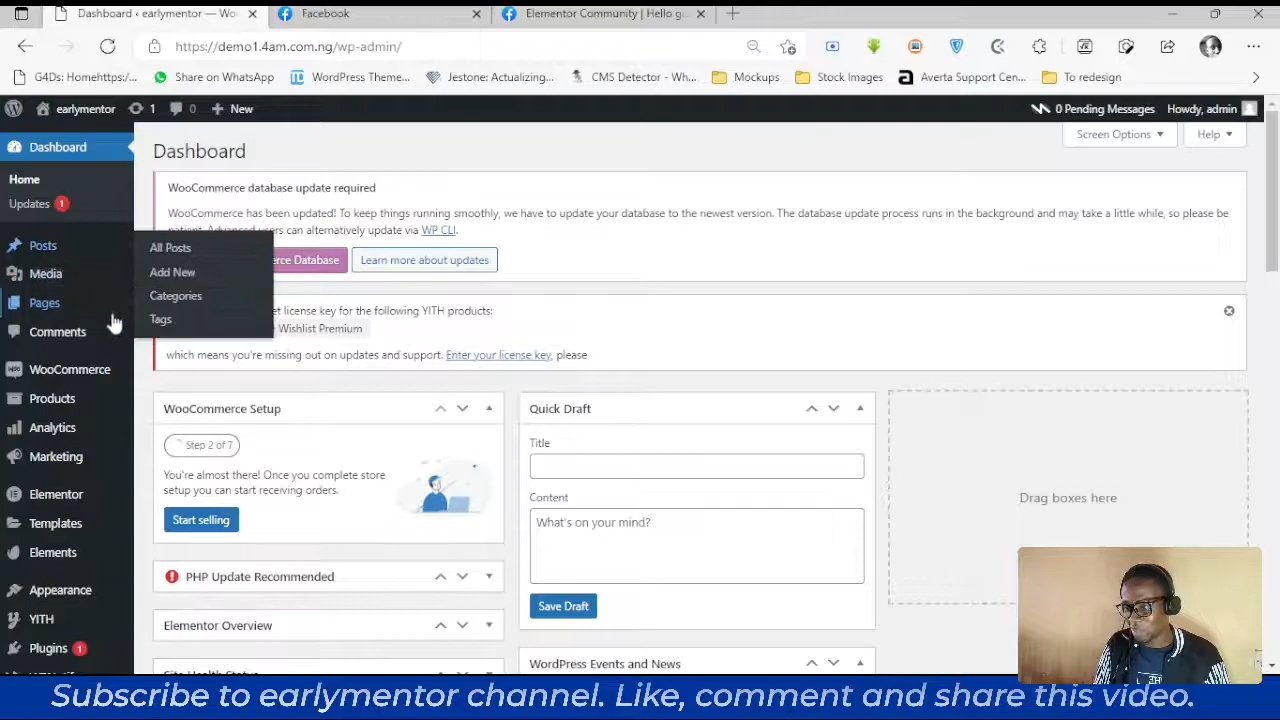 Dashboard ‹ earlymentor — Wo
Facebook
Elementor Community | Hello g
https://demo1.4am.com.ng/wp-admin/
G4Ds: Homehttps:/...
Share on WhatsApp
WordPress Theme...
Jestone: Actualizing...
CMS Detector - Wh...
Mockups
Stock Images
Averta Support Cen...
To redesign
earlymentor
1
0
New
0 Pending Messages
Howdy, admin
Dashboard
Home
Updates 1
Posts
Media
Pages
Comments
WooCommerce
Products
Analytics
Marketing
Elementor
Templates
Elements
Appearance
YITH
Plugins 1
All Posts
Add New
Categories
Tags
Screen Options
Help
Dashboard
WooCommerce database update required
WooCommerce has been updated! To keep things running smoothly, we have to update your database to the newest version. The database update process runs in the background and may take a little while, so please be
users can alternatively update via WP CLI.
Database
Learn more about updates
license key for the following YITH products:
Wishlist Premium
which means you're missing out on updates and support. Enter your license key, please
WooCommerce Setup
Step 2 of 7
You're almost there! Once you complete store
setup you can start receiving orders.
Start selling
PHP Update Recommended
Elementor Overview
Site Health Status
Quick Draft
Title
Content
What's on your mind?
Save Draft
WordPress Events and News
Drag boxes here
Subscribe to earlymentor channel. Like, comment and share this video.